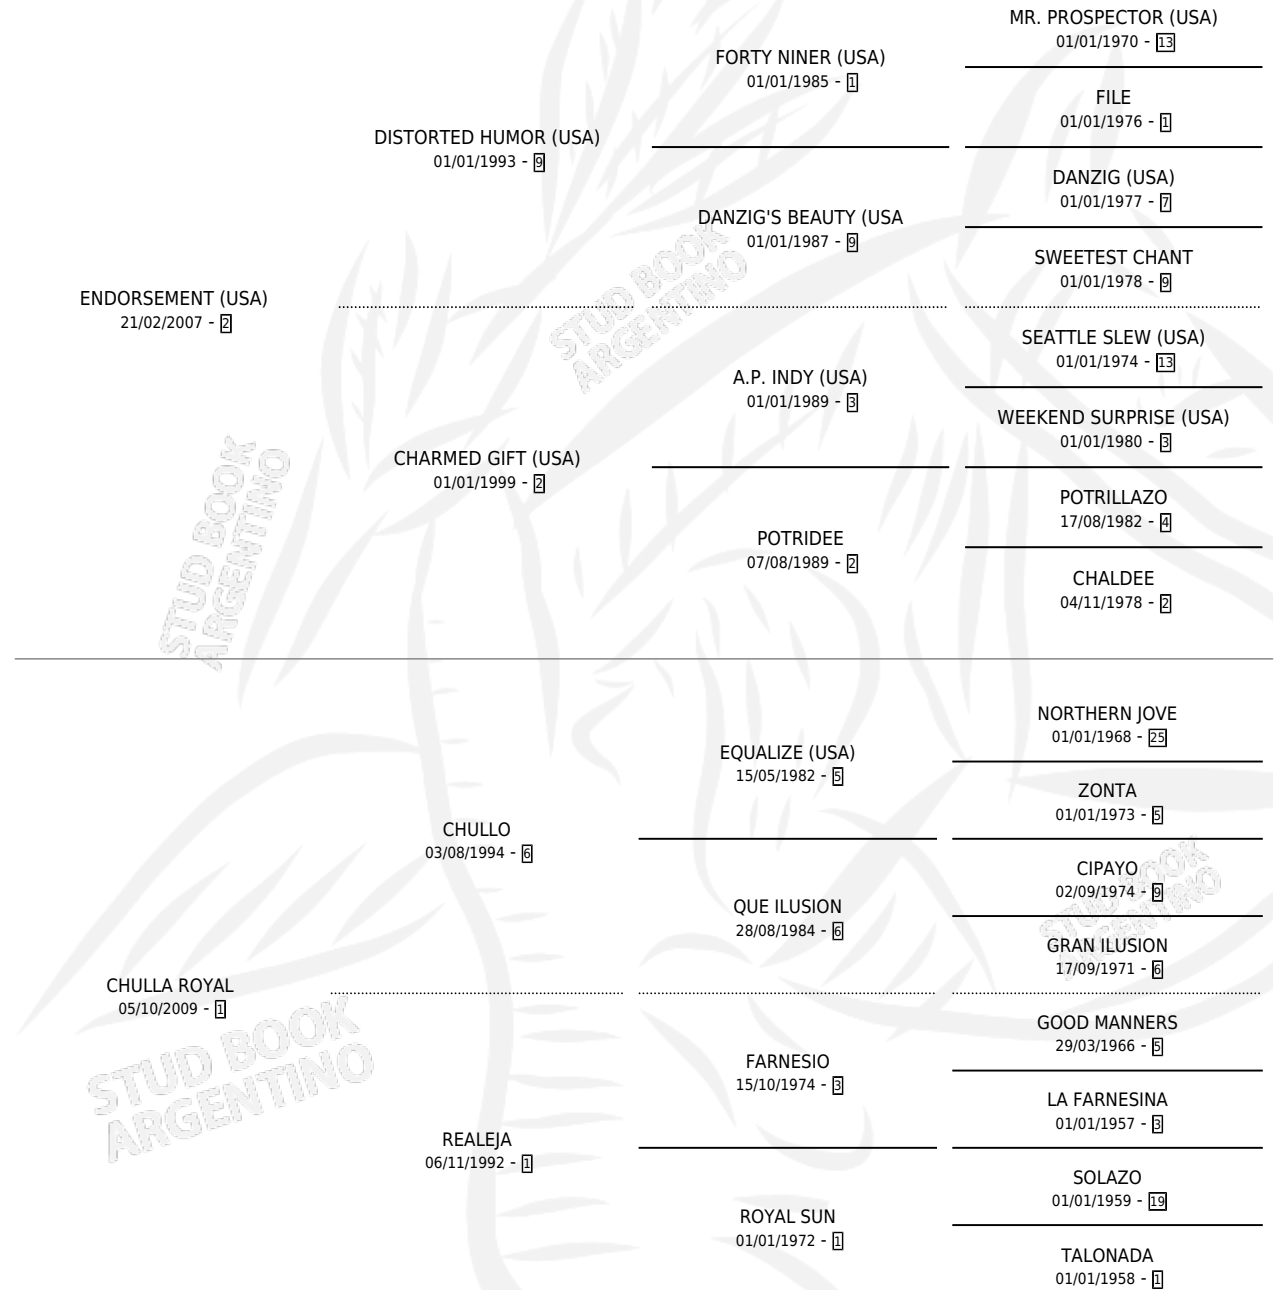 MR. PROSPECTOR (USA)
01/01/1970 - 13
FORTY NINER (USA)
01/01/1985 - 1
FILE
01/01/1976 - 1
DISTORTED HUMOR (USA)
01/01/1993 - 9
DANZIG (USA)
01/01/1977 - 7
DANZIG'S BEAUTY (USA
01/01/1987 - 9
SWEETEST CHANT
01/01/1978 - 9
ENDORSEMENT (USA)
21/02/2007 - 2
STUD BOOK
ARGENTINO
SEATTLE SLEW (USA)
01/01/1974 - 13
A.P. INDY (USA)
01/01/1989 - 3
WEEKEND SURPRISE (USA)
01/01/1980 - 3
CHARMED GIFT (USA)
01/01/1999 - 2
POTRILLAZO
17/08/1982 - 4
POTRIDEE
07/08/1989 - 2
CHALDEE
04/11/1978 - 2
STUD BOOK
ARGENTINO
NORTHERN JOVE
01/01/1968 - 25
EQUALIZE (USA)
15/05/1982 - 5
ZONTA
01/01/1973 - 5
CHULLO
03/08/1994 - 6
CIPAYO
02/09/1974 - 9
STUD BOOK
ARGENTINO
QUE ILUSION
28/08/1984 - 6
GRAN ILUSION
17/09/1971 - 6
CHULLA ROYAL
05/10/2009 - 1
STUD BOOK
ARGENTINO
GOOD MANNERS
29/03/1966 - 5
FARNESIO
15/10/1974 - 3
LA FARNESINA
01/01/1957 - 3
REALEJA
06/11/1992 - 1
SOLAZO
01/01/1959 - 19
ROYAL SUN
01/01/1972 - 1
TALONADA
01/01/1958 - 1